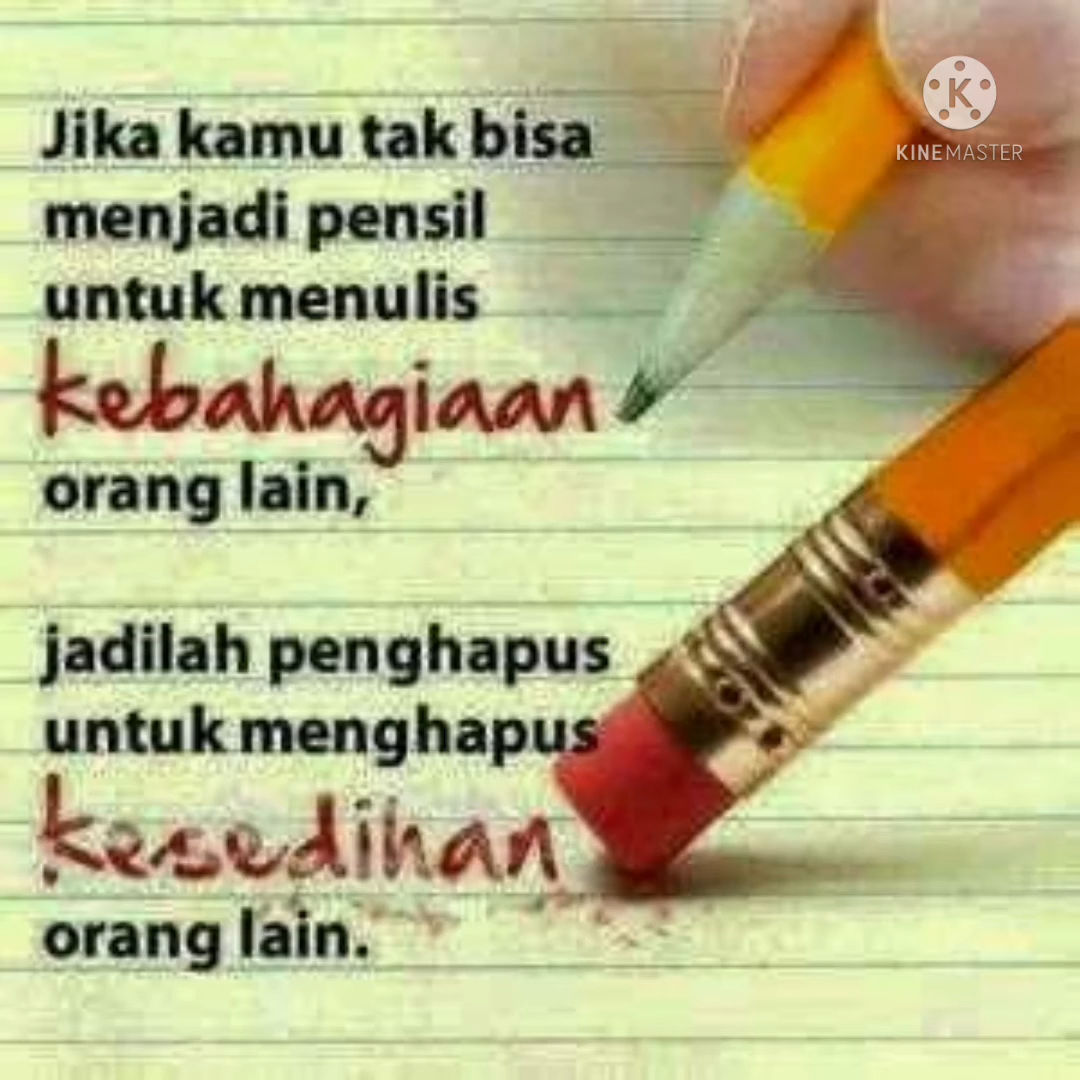 Jika kamu tak bisa
menjadi pensil
untuk menulis
kebahagiaan
orang lain,
jadilah penghapus
untuk menghapus
kesedihan
orang lain.
K
KINEMASTER